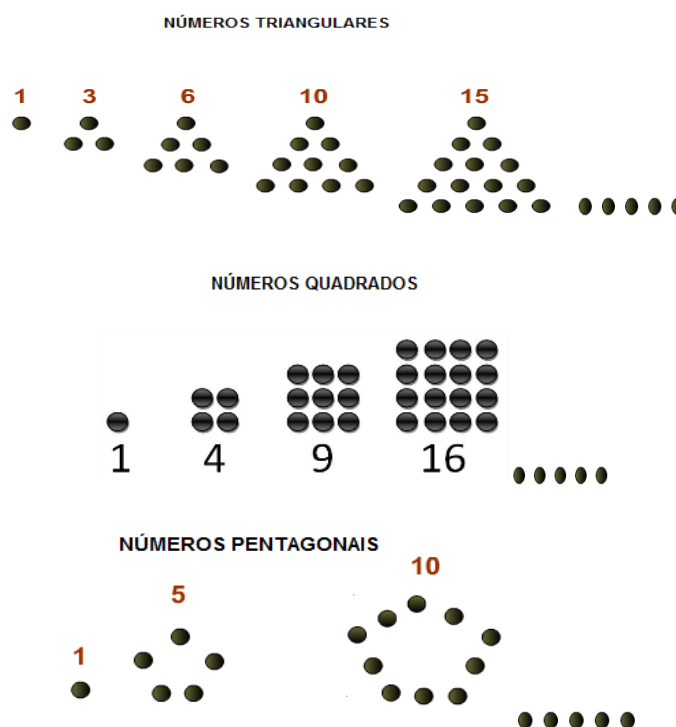 NÚMEROS TRIANGULARES
1 3 6 10 15
NÚMEROS QUADRADOS
1 4 9 16
NÚMEROS PENTAGONAIS
1 5 10